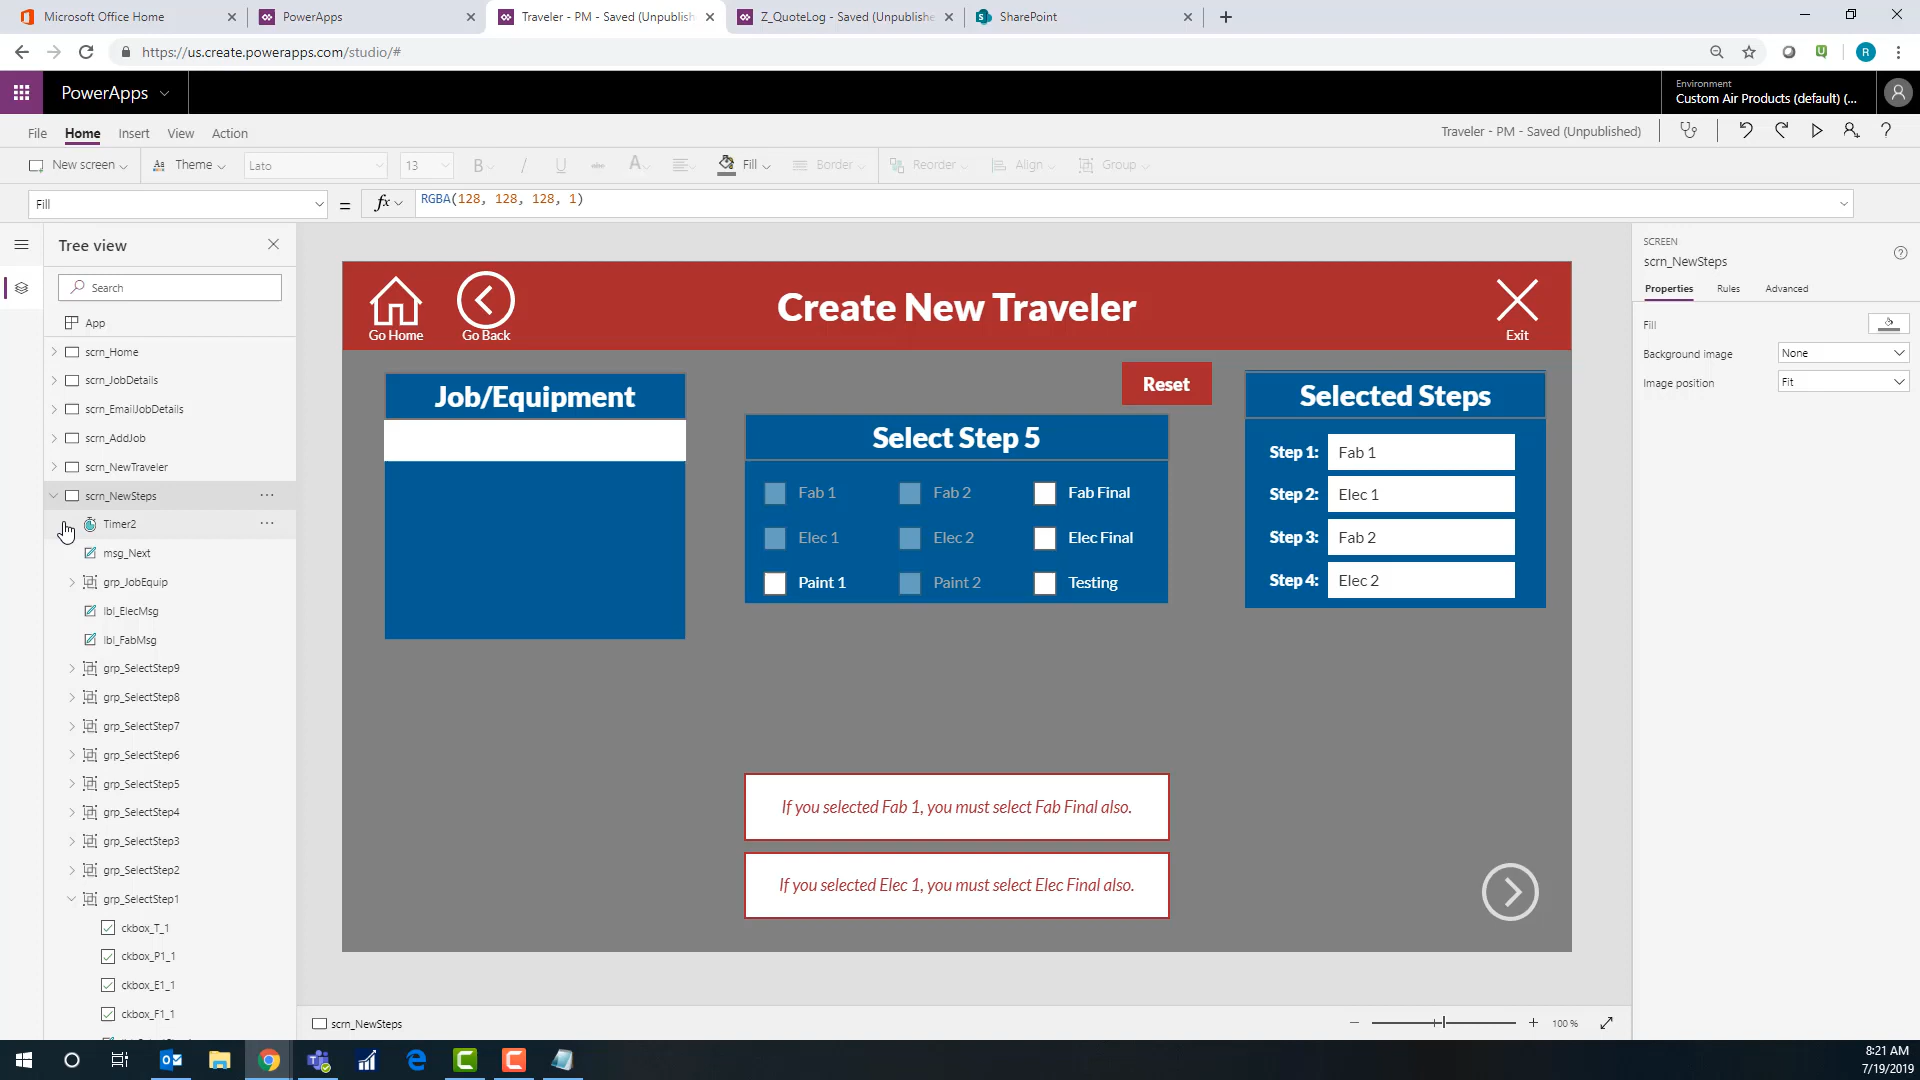 Microsoft Office Home
PowerApps
Traveler - PM - Saved (Unpublish
Z_QuoteLog - Saved (Unpublishe
SharePoint
https://us.create.powerapps.com/studio/#
R
PowerApps
Environment
Custom Air Products (default) (...
File
Home
Insert
View
Action
Traveler - PM - Saved (Unpublished)
New screen
Theme
Lato
13
B
Fill
Border
Reorder
Align
Group
Fill
=
fx
RGBA(128, 128, 128, 1)
Tree view
Search
App
scrn_Home
scrn_JobDetails
scrn_EmailJobDetails
scrn_AddJob
scrn_NewTraveler
scrn_NewSteps
Timer2
msg_Next
grp_JobEquip
lbl_ElecMsg
lbl_FabMsg
grp_SelectStep9
grp_SelectStep8
grp_SelectStep7
grp_SelectStep6
grp_SelectStep5
grp_SelectStep4
grp_SelectStep3
grp_SelectStep2
grp_SelectStep1
ckbox_T_1
ckbox_P1_1
ckbox_E1_1
ckbox_F1_1
Go Home
Go Back
Create New Traveler
Exit
Job/Equipment
Reset
Select Step 5
Fab 1
Fab 2
Fab Final
Elec 1
Elec 2
Elec Final
Paint 1
Paint 2
Testing
Selected Steps
Step 1:
Fab 1
Step 2:
Elec 1
Step 3:
Fab 2
Step 4:
Elec 2
If you selected Fab 1, you must select Fab Final also.
If you selected Elec 1, you must select Elec Final also.
SCREEN
scrn_NewSteps
Properties
Rules
Advanced
Fill
Background image
None
Image position
Fit
scrn_NewSteps
100 %
8:21 AM
7/19/2019